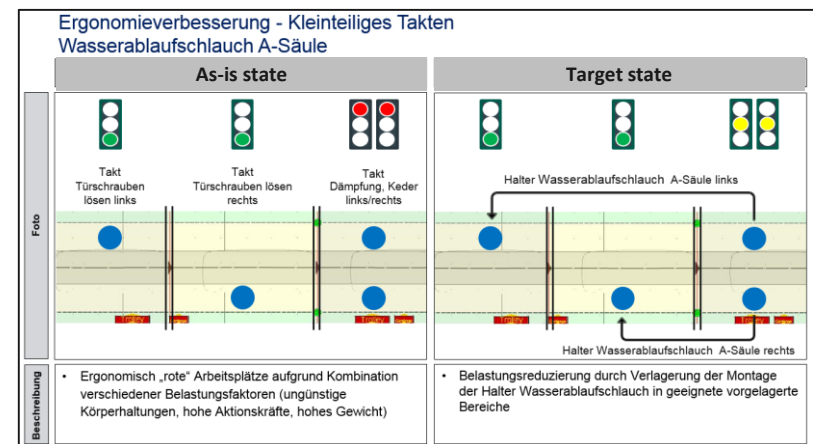 Ergonomieverbesserung - Kleinteiliges Takten
Wasserablaufschlauch A-Säule
As-is state
Target state
Foto
Takt
Türschrauben
lösen links
Takt
Türschrauben lösen
rechts
Takt
Dämpfung, Keder
links/rechts
Trolley
Halter Wasserablaufschlauch A-Säule links
Trolley
Trolley
Halter Wasserablaufschlauch A-Säule rechts
Beschreibung
• Ergonomisch „rote“ Arbeitsplätze aufgrund Kombination
verschiedener Belastungsfaktoren (ungünstige
Körperhaltungen, hohe Aktionskräfte, hohes Gewicht)
• Belastungsreduzierung durch Verlagerung der Montage
der Halter Wasserablaufschlauch in geeignete vorgelagerte
Bereiche